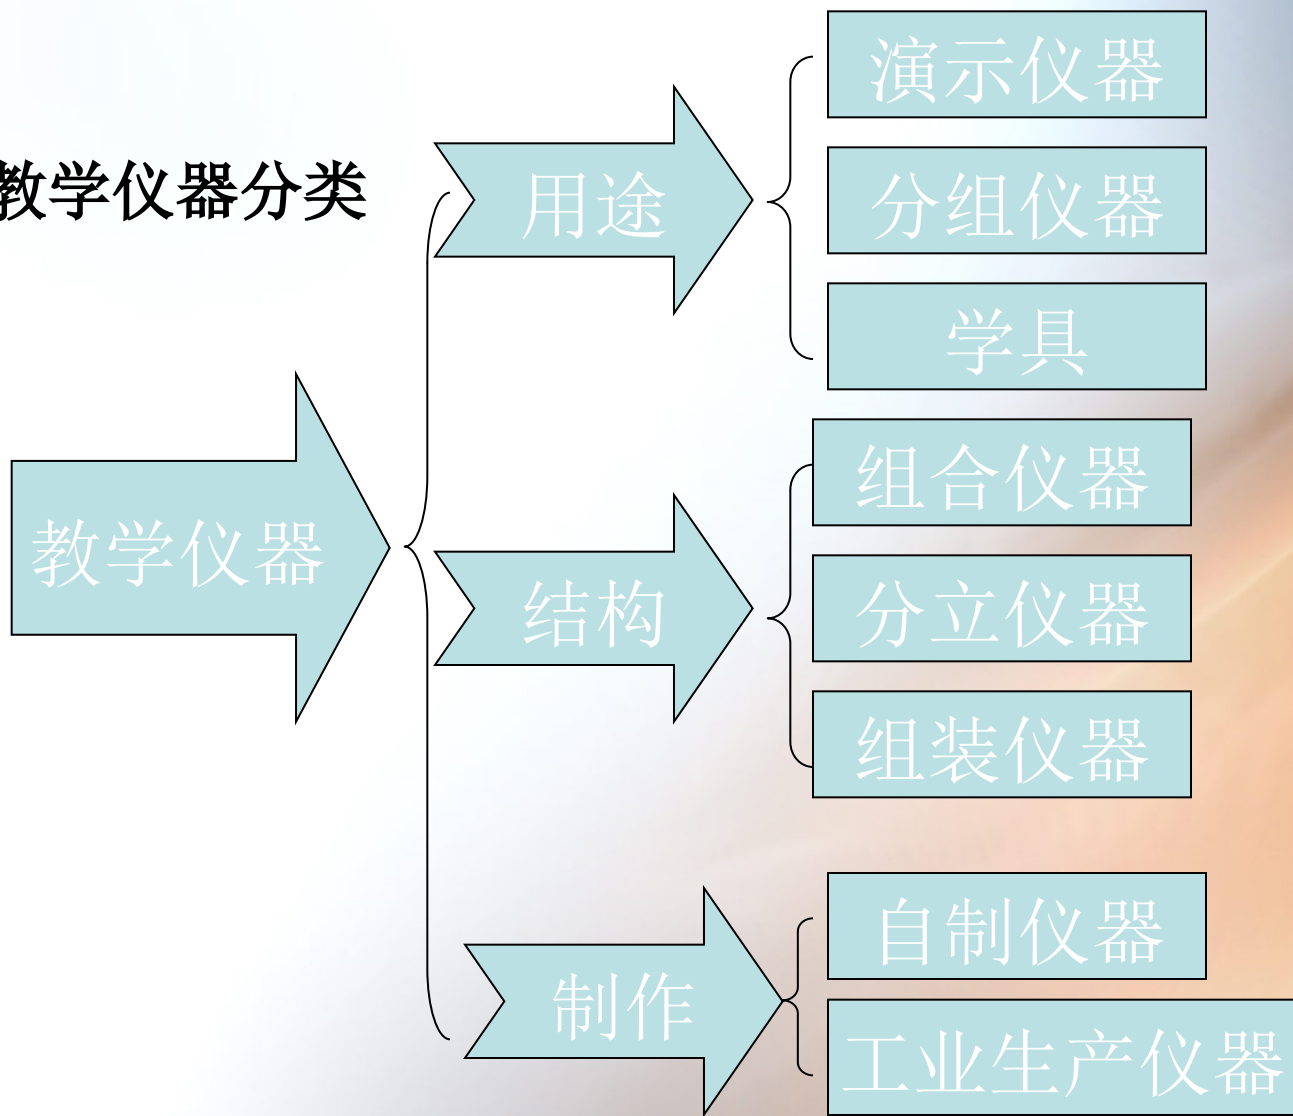 教学仪器分类
教学仪器
用途
演示仪器
分组仪器
学具
结构
组合仪器
分立仪器
组装仪器
制作
自制仪器
工业生产仪器